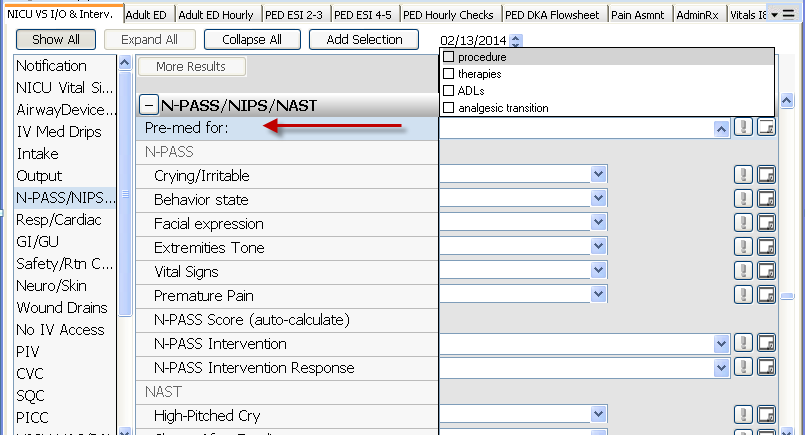 NICU VS I/O & Interv. Adult ED Adult ED Hourly PED ESI 2-3 PED ESI 4-5 PED Hourly Checks PED DKA Flowsheet Pain Asmnt AdminRx Vitals
Show All Expand All Collapse All Add Selection 02/13/2014
Notification
NICU Vital Si...
AirwayDevice...
IV Med Drips
Intake
Output
N-PASS/NIPS...
Resp/Cardiac
GI/GU
Safety/Rtn C...
Neuro/Skin
Wound Drains
No IV Access
PIV
CVC
SQC
PICC
More Results
N-PASS/NIPS/NAST
Pre-med for:
N-PASS
Crying/Irritable
Behavior state
Facial expression
Extremities Tone
Vital Signs
Premature Pain
N-PASS Score (auto-calculate)
N-PASS Intervention
N-PASS Intervention Response
NAST
High-Pitched Cry
procedure
therapies
ADLs
analgesic transition